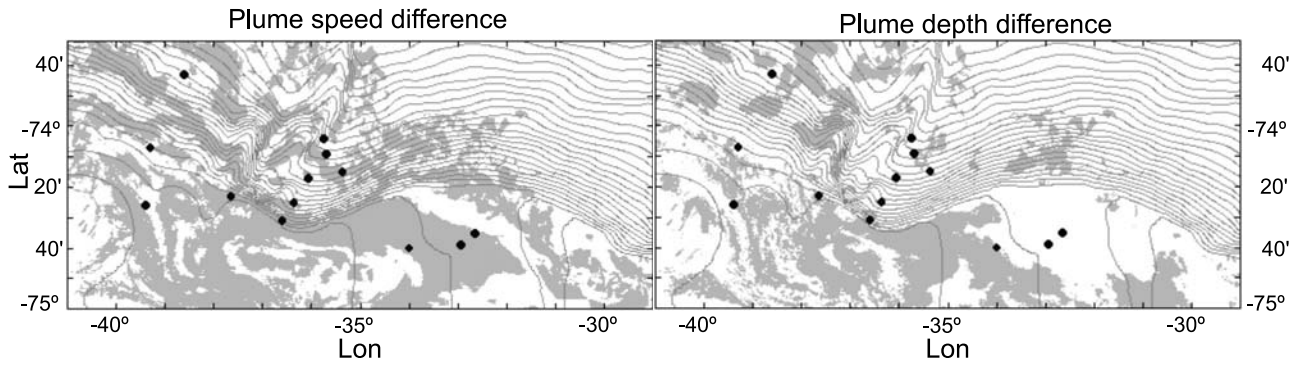 Plume speed difference
Plume depth difference
40'
-74º
20'
40'
-75º
Lat
-40º
-35º
-30º
Lon
40'
-74º
20'
40'
-75º
-40º
-35º
-30º
Lon